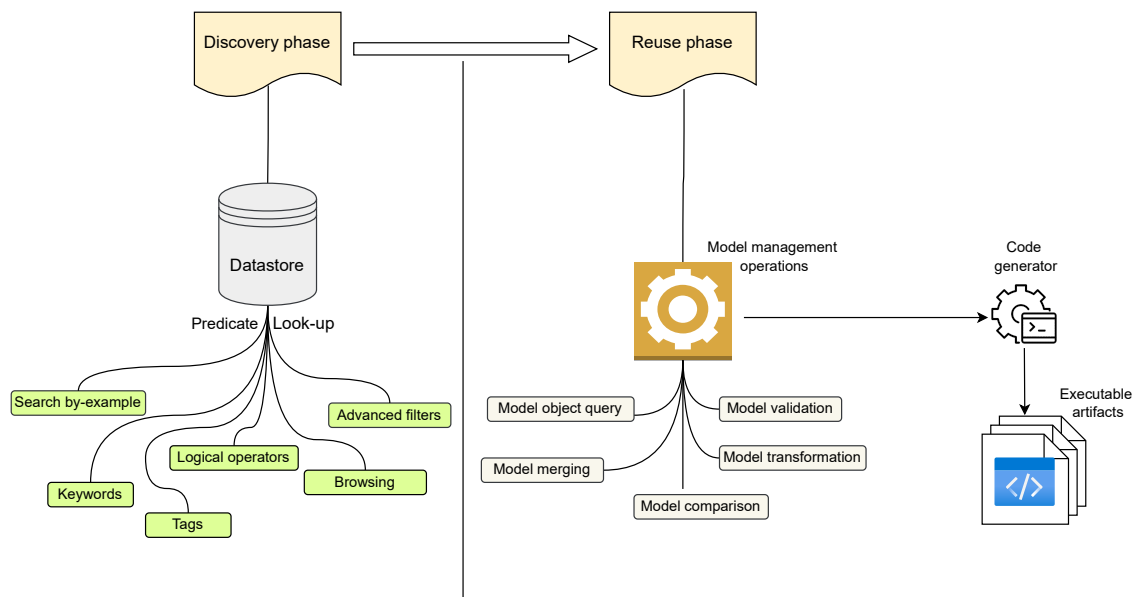 Discovery phase
Reuse phase
Datastore
Predicate
Look-up
Search by-example
Advanced filters
Logical operators
Keywords
Browsing
Tags
Model management
operations
Model object query
Model validation
Model merging
Model transformation
Model comparison
Code
generator
Executable
artifacts